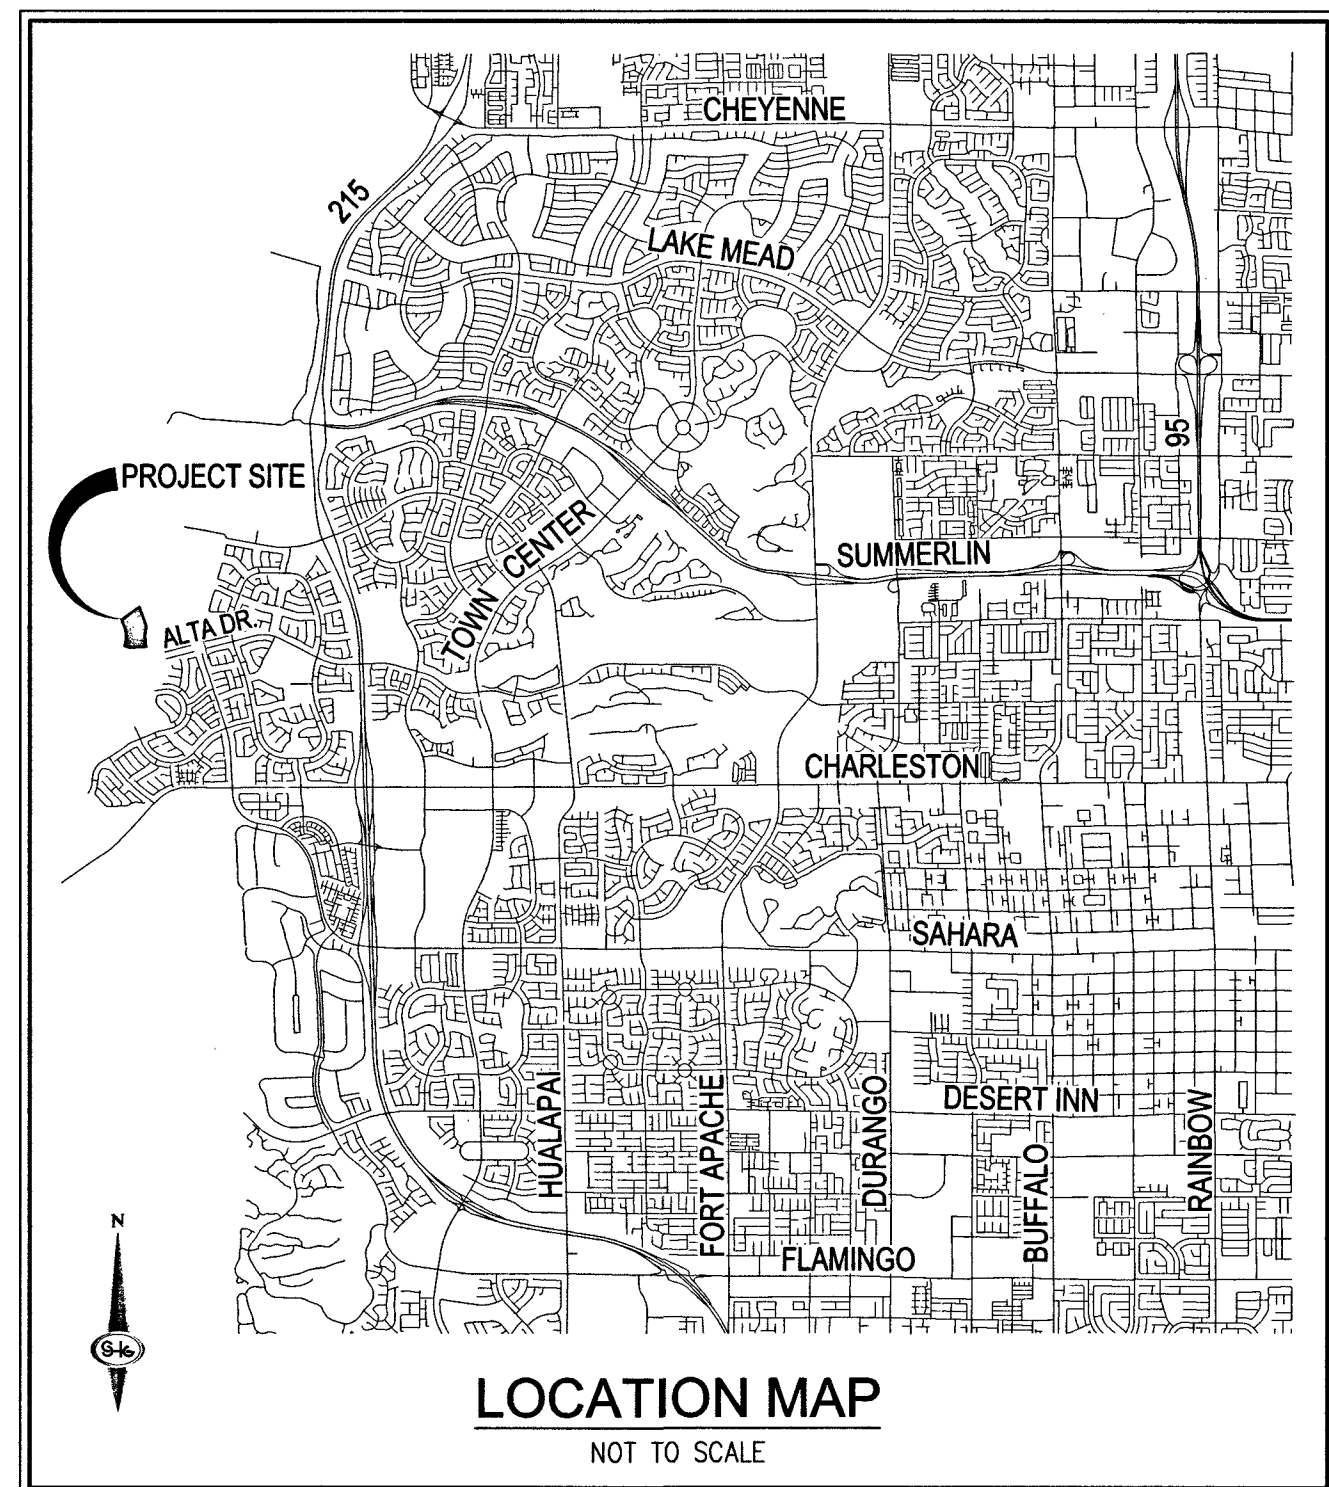 CHEYENNE
215
LAKE MEAD
95
PROJECT SITE
TOWN CENTER
SUMMERLIN
ALTA DR.
CHARLESTON
SAHARA
HUALAPAI
FORT APACHE
DURANGO
DESERT INN
BUFFALO
RAINBOW
FLAMINGO
N
LOCATION MAP
NOT TO SCALE